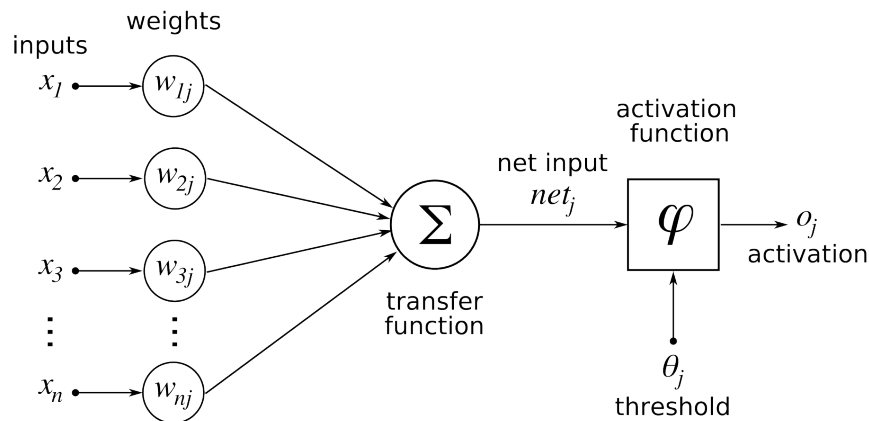 weights
inputs
x1
w1j
x2
w2j
x3
w3j
⋮
⋮
xn
wnj
Σ
transfer
function
net input
netj
activation
function
φ
oj
activation
θj
threshold